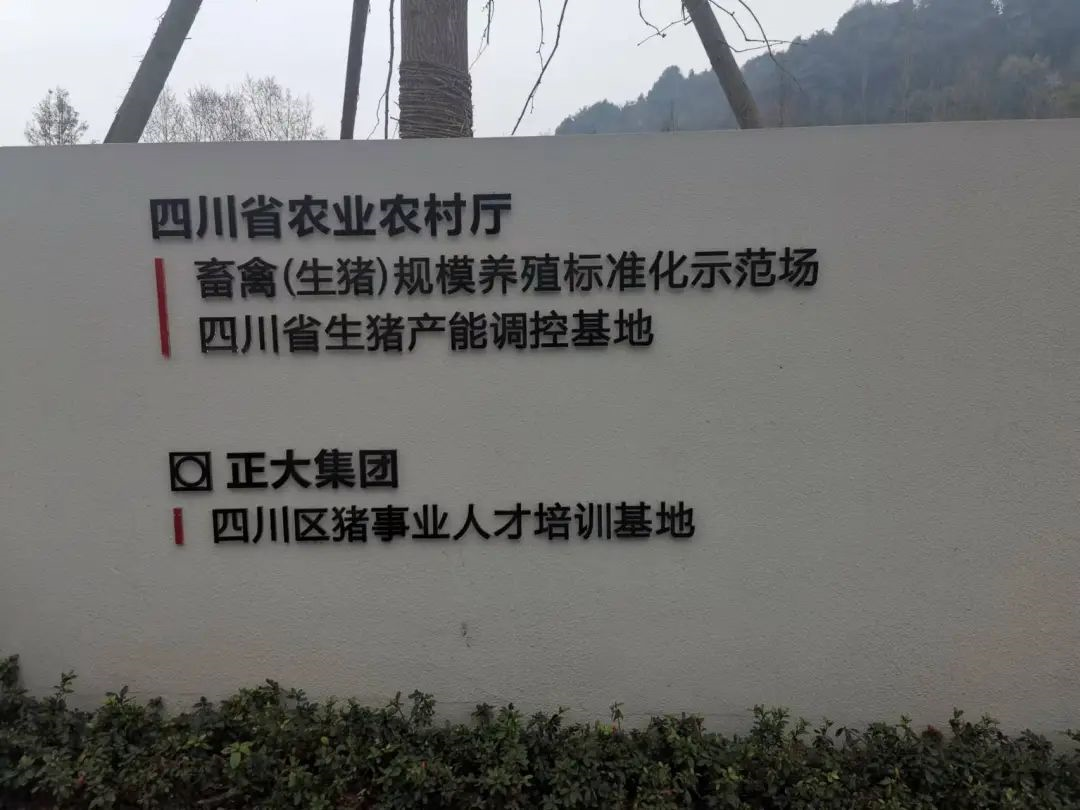 四川省农业农村厅
畜禽(生猪)规模养殖标准化示范场
四川省生猪产能调控基地
正大集团
四川区猪事业人才培训基地